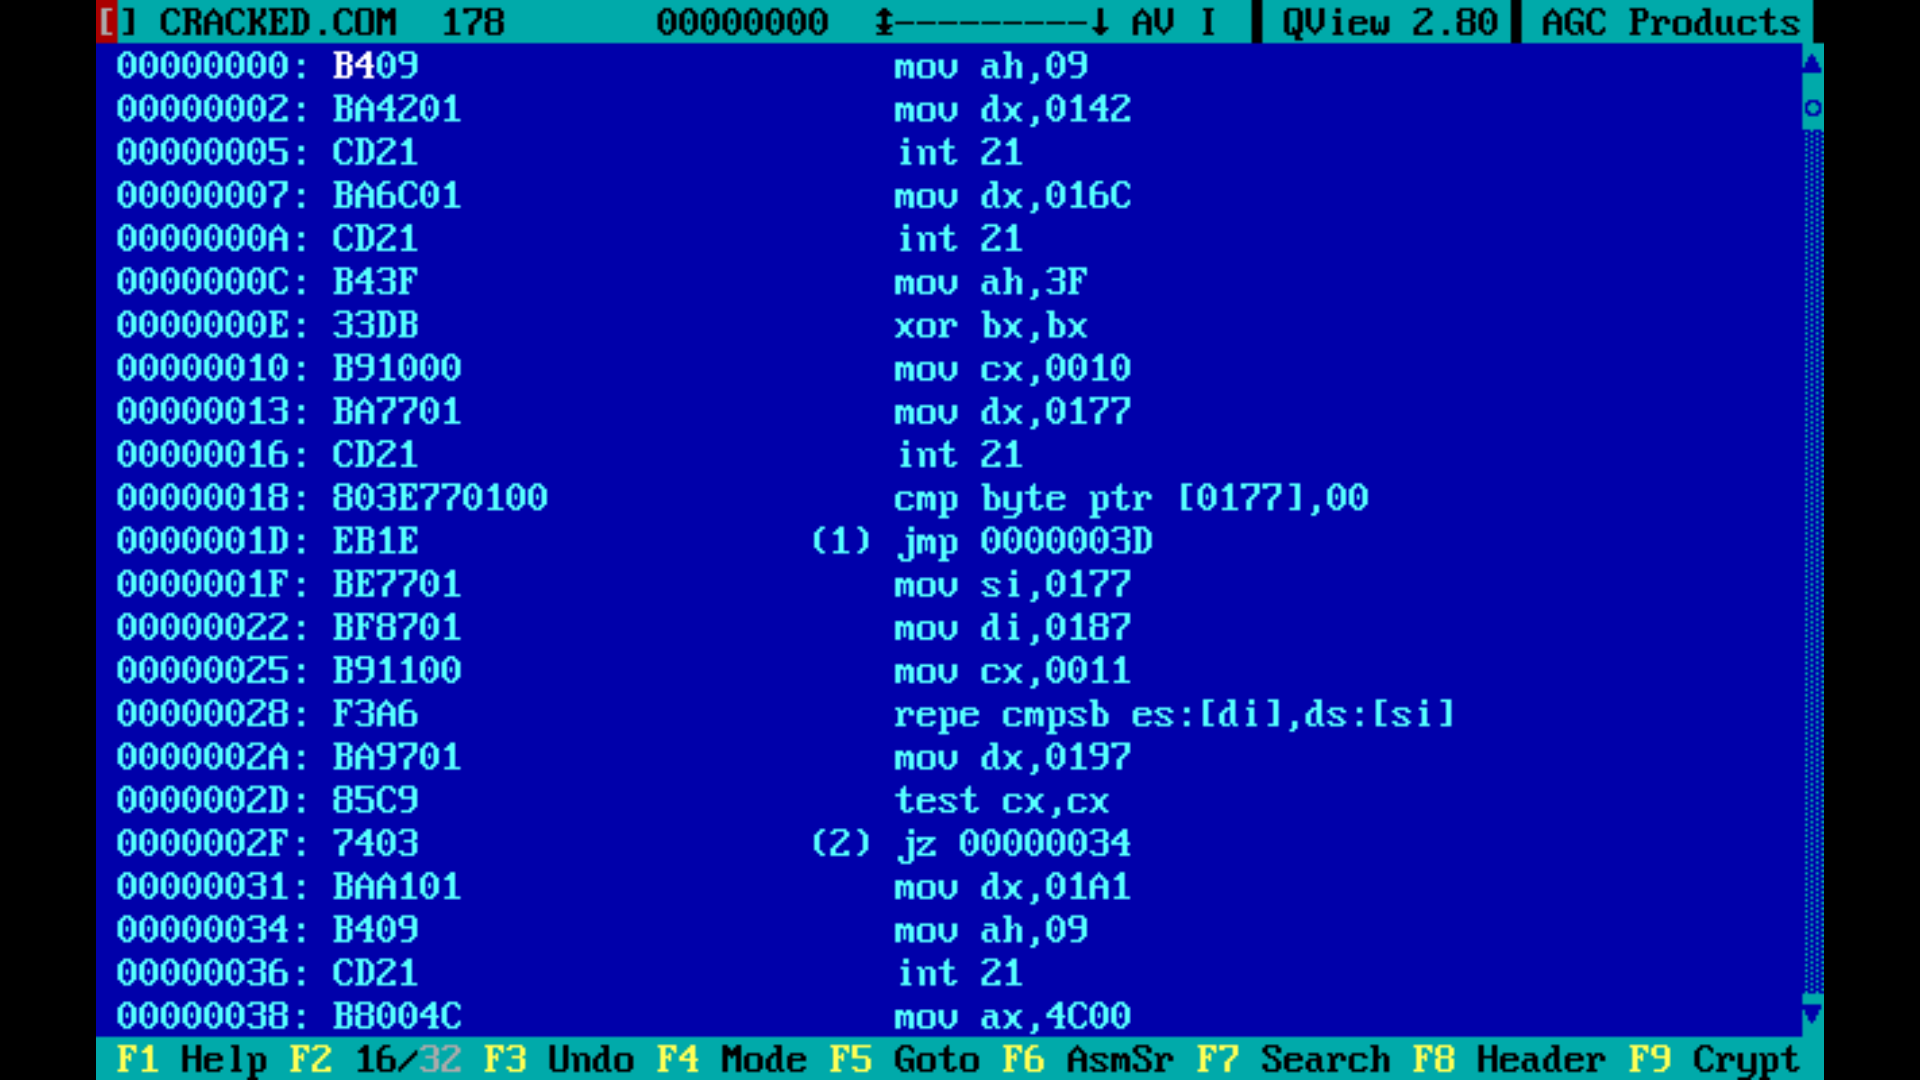 [] CRACKED.COM 178 00000000 ↨---------↓ AV I QView 2.80 AGC Products
00000000: B409 mov ah,09
00000002: BA4201 mov dx,0142
00000005: CD21 int 21
00000007: BA6C01 mov dx,016C
0000000A: CD21 int 21
0000000C: B43F mov ah,3F
0000000E: 33DB xor bx,bx
00000010: B91000 mov cx,0010
00000013: BA7701 mov dx,0177
00000016: CD21 int 21
00000018: 803E770100 cmp byte ptr [0177],00
0000001D: EB1E (1) jmp 0000003D
0000001F: BE7701 mov si,0177
00000022: BF8701 mov di,0187
00000025: B91100 mov cx,0011
00000028: F3A6 repe cmpsb es:[di],ds:[si]
0000002A: BA9701 mov dx,0197
0000002D: 85C9 test cx,cx
0000002F: 7403 (2) jz 00000034
00000031: BAA101 mov dx,01A1
00000034: B409 mov ah,09
00000036: CD21 int 21
00000038: B8004C mov ax,4C00
F1 Help F2 16/32 F3 Undo F4 Mode F5 Goto F6 AsmSr F7 Search F8 Header F9 Crypt